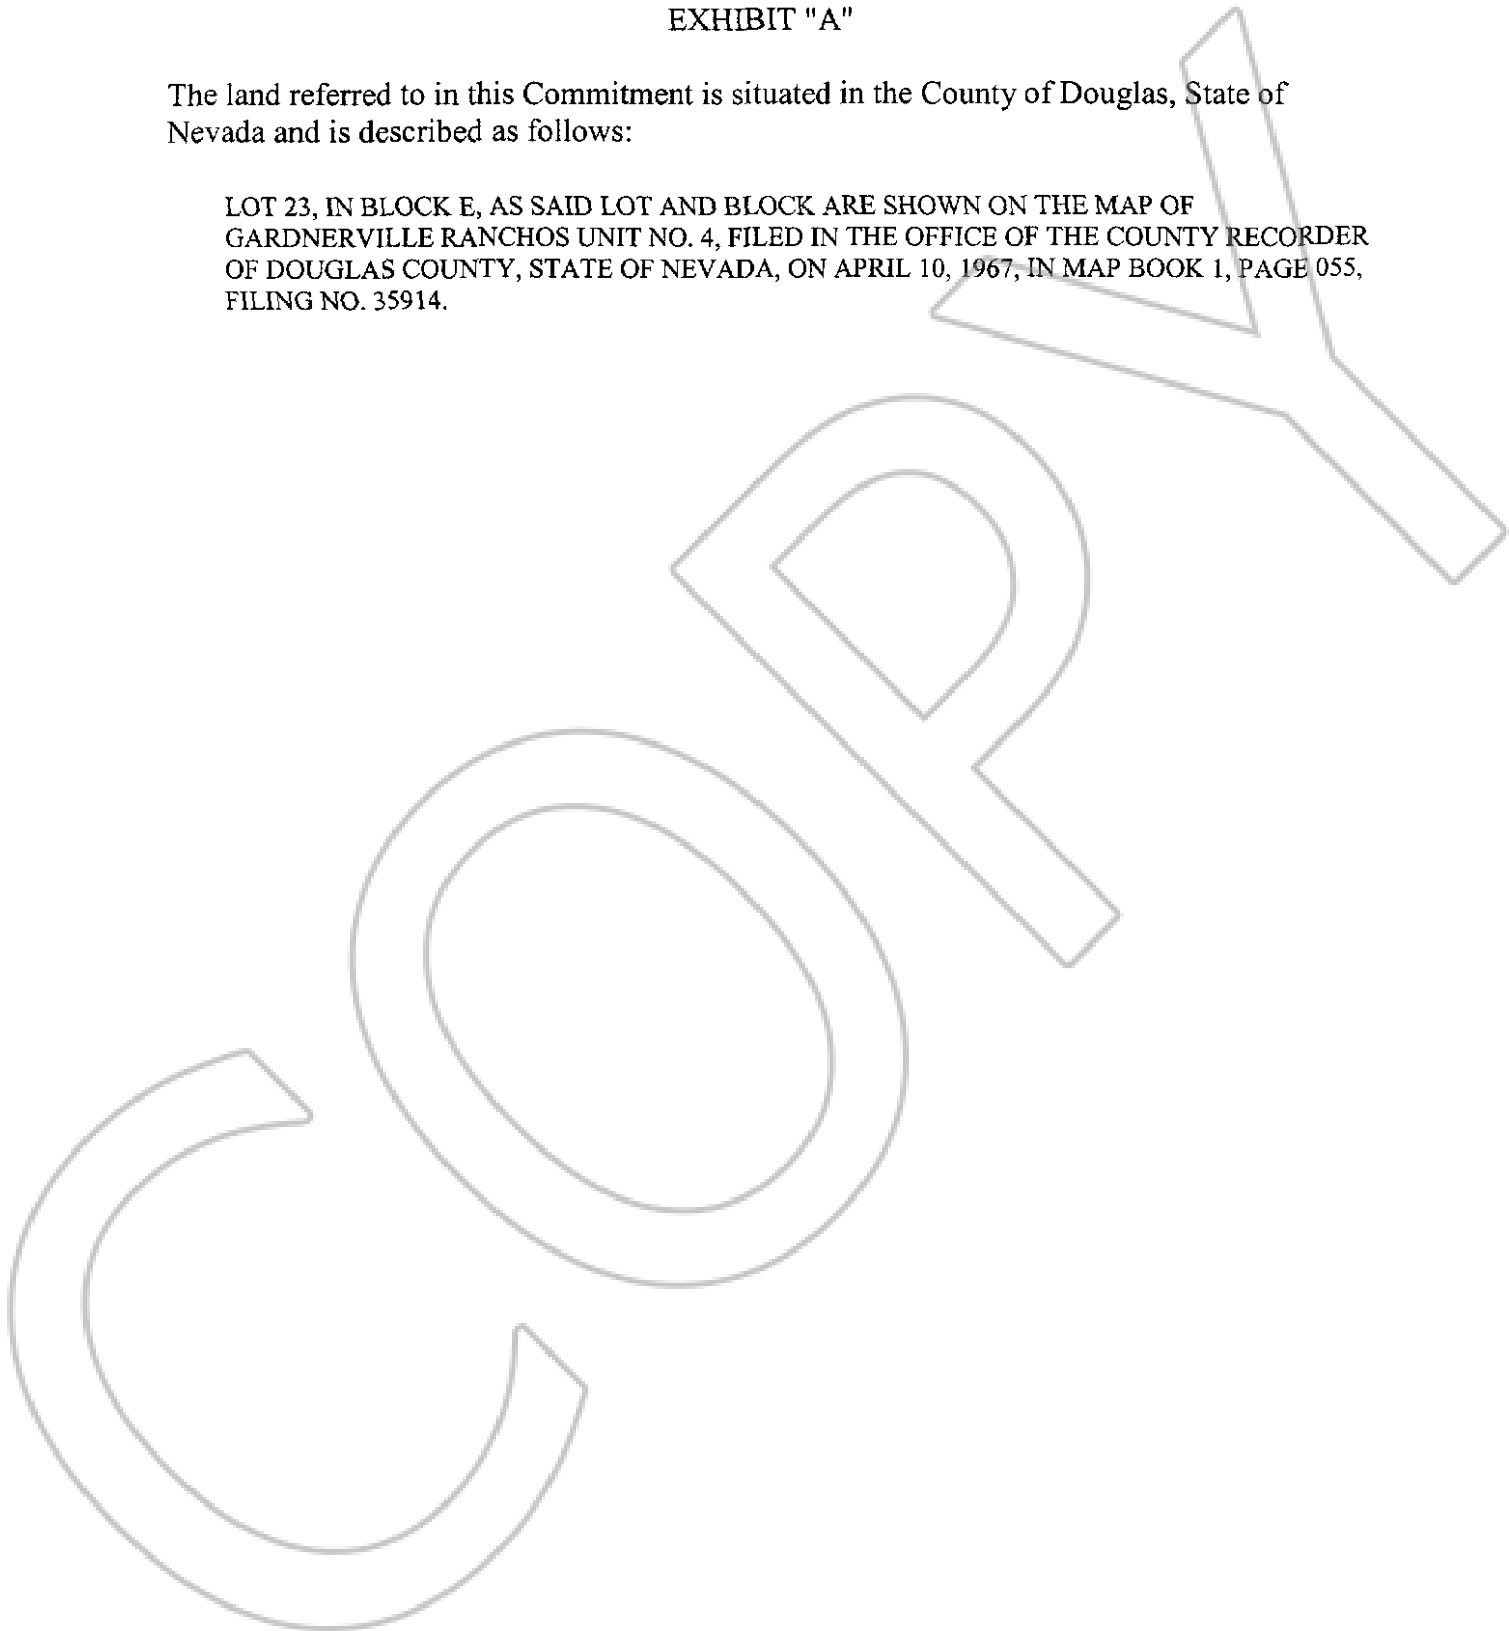 EXHIBIT "A"
The land referred to in this Commitment is situated in the County of Douglas, State of
Nevada and is described as follows:
LOT 23, IN BLOCK E, AS SAID LOT AND BLOCK ARE SHOWN ON THE MAP OF
GARDNERVILLE RANCHOS UNIT NO. 4, FILED IN THE OFFICE OF THE COUNTY RECORDER
OF DOUGLAS COUNTY, STATE OF NEVADA, ON APRIL 10, 1967, IN MAP BOOK 1, PAGE 055,
FILING NO. 35914.
COPY